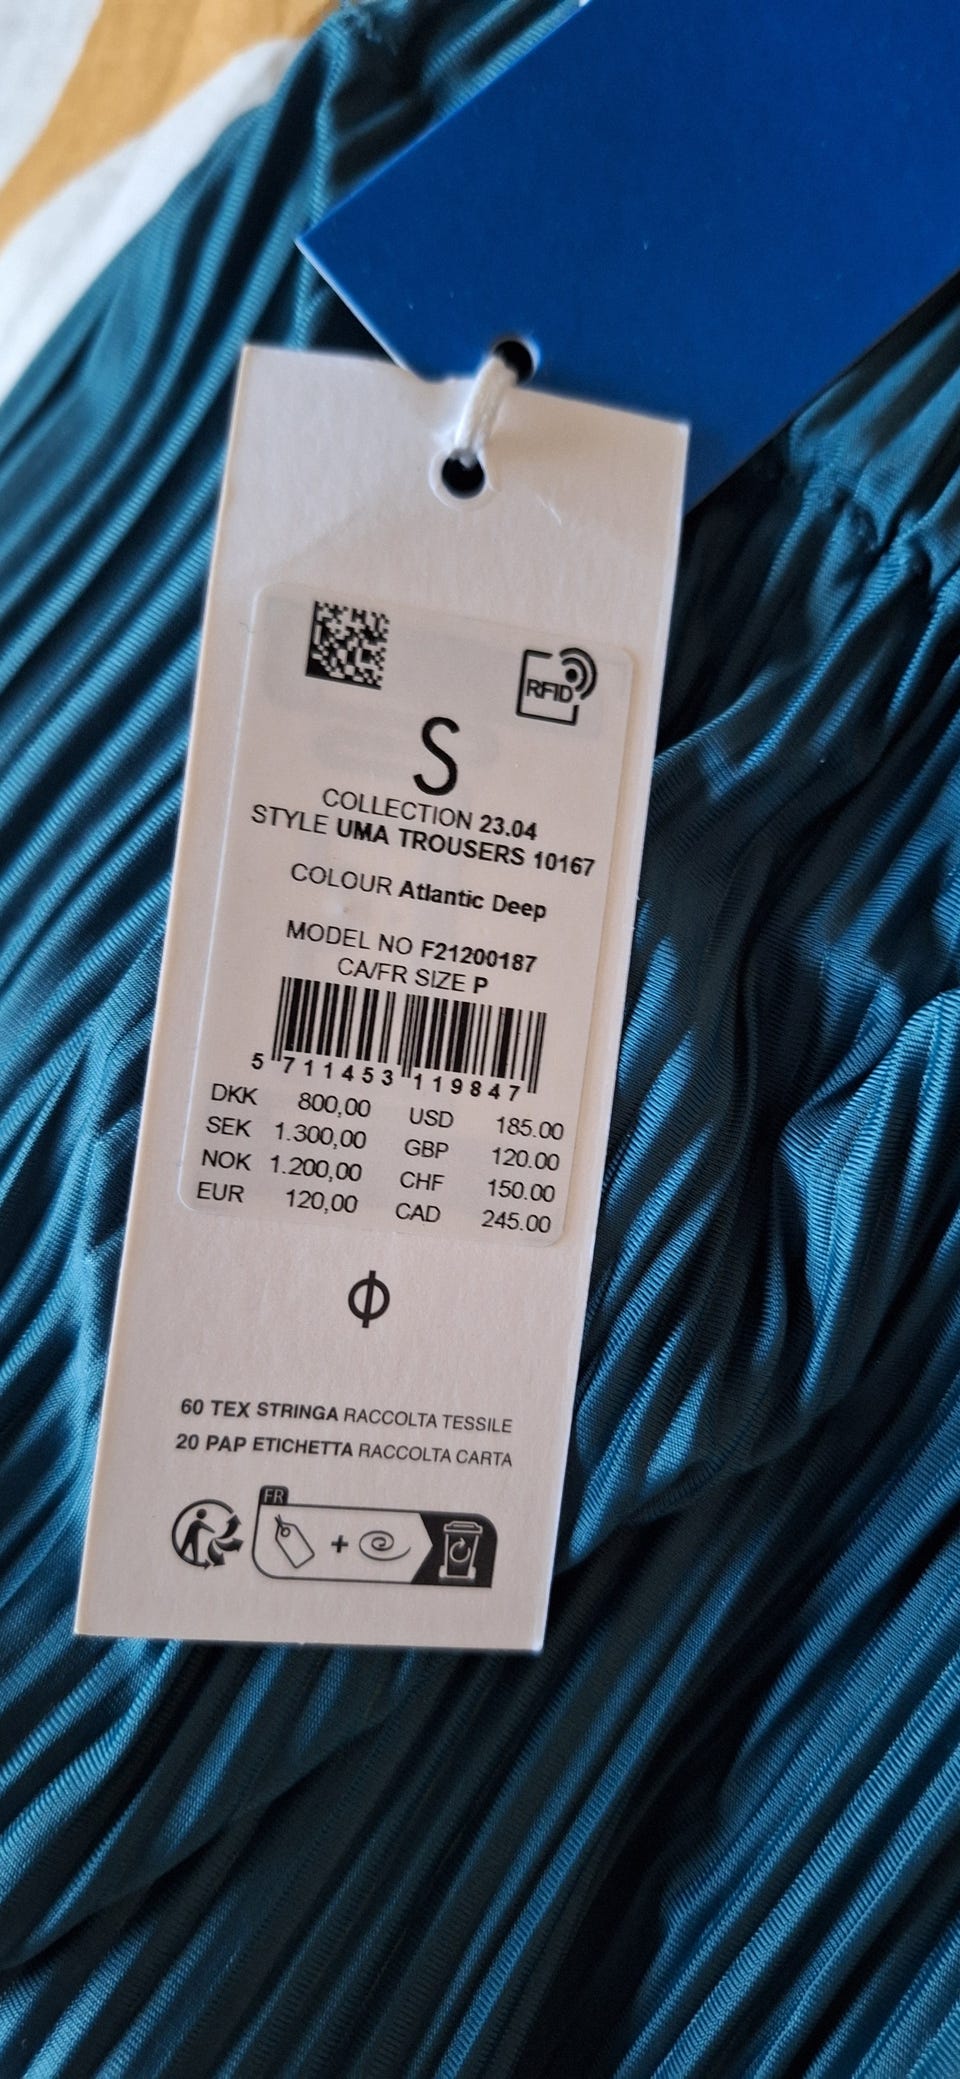 RFID
S
COLLECTION 23.04
STYLE UMA TROUSERS 10167
COLOUR Atlantic Deep
MODEL NO F21200187
CA/FR SIZE P
5 711453 119847
DKK 800,00 USD 185.00
SEK 1.300,00 GBP 120.00
NOK 1.200,00 CHF 150.00
EUR 120,00 CAD 245.00
60 TEX STRINGA RACCOLTA TESSILE
20 PAP ETICHETTA RACCOLTA CARTA
FR
+